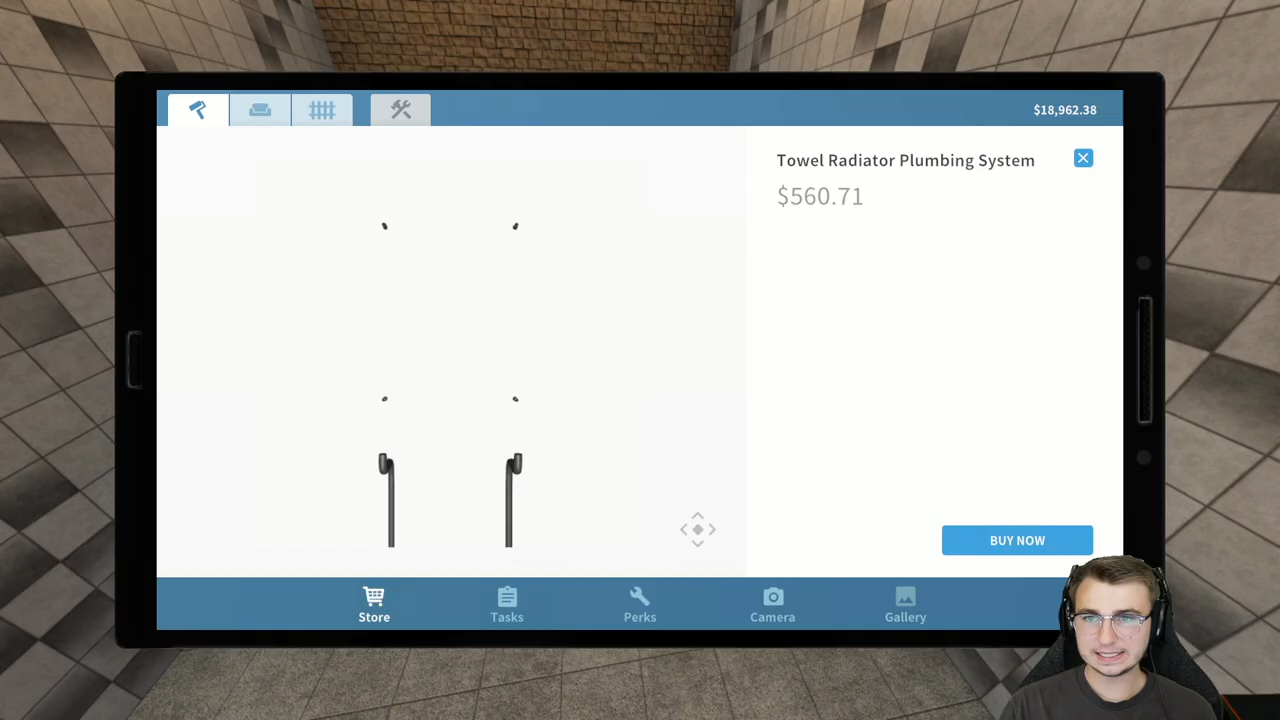 $18,962.38
Towel Radiator Plumbing System
$560.71
BUY NOW
Store
Tasks
Perks
Camera
Gallery